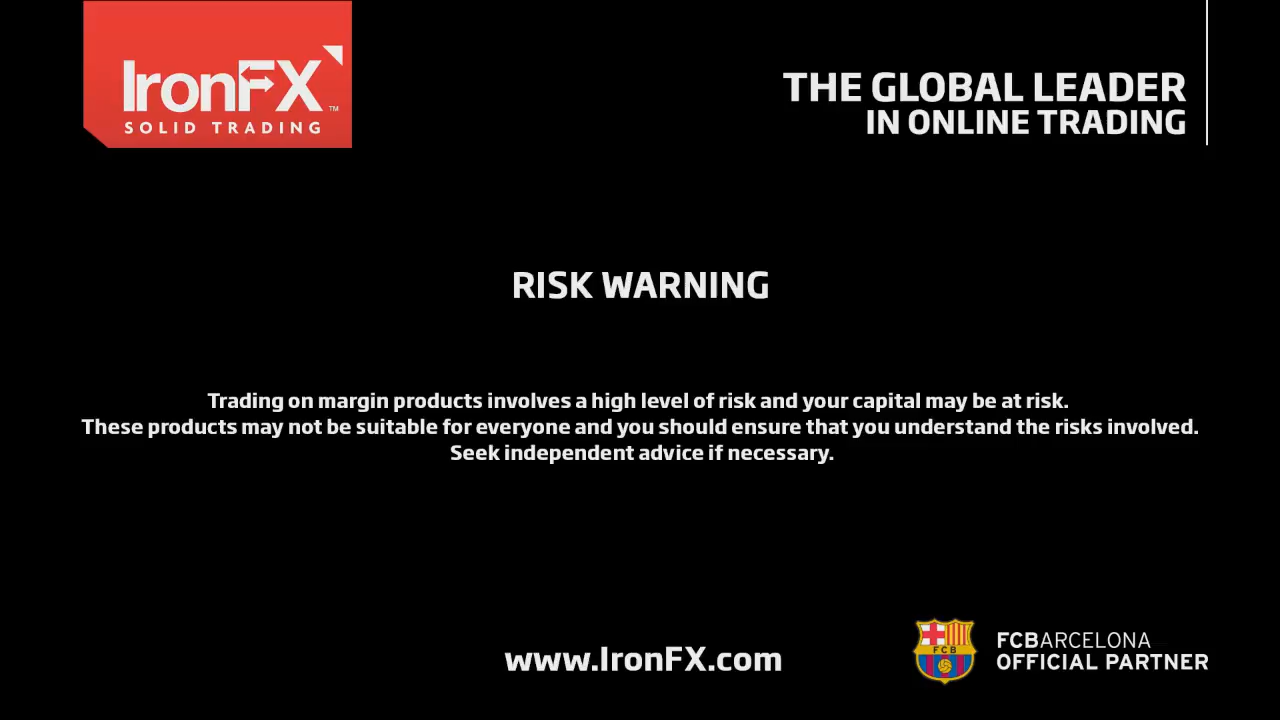 IronFX™
SOLID TRADING
THE GLOBAL LEADER
IN ONLINE TRADING
RISK WARNING
Trading on margin products involves a high level of risk and your capital may be at risk.
These products may not be suitable for everyone and you should ensure that you understand the risks involved.
Seek independent advice if necessary.
www.IronFX.com
FCB
FCBARCELONA
OFFICIAL PARTNER